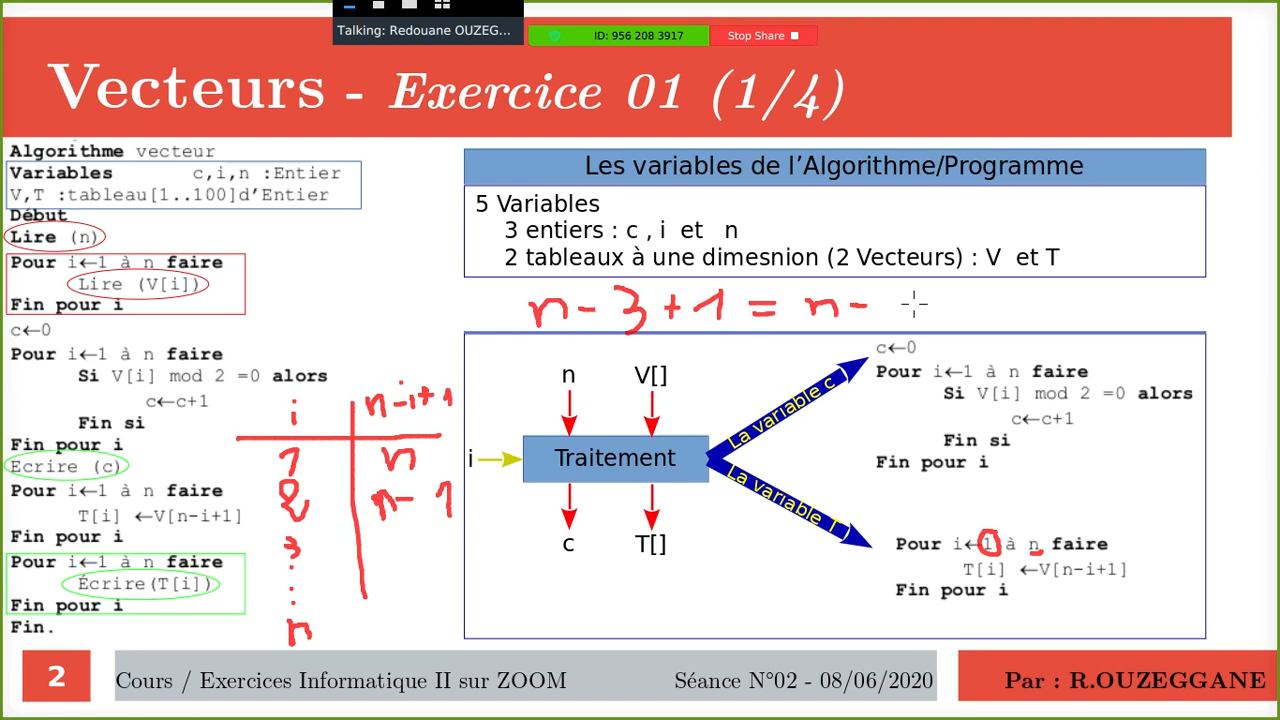 Talking: Redouane OUZEG...
ID: 956 208 3917
Stop Share
Vecteurs - Exercice 01 (1/4)
Algorithme vecteur
Variables c,i,n :Entier
V,T :tableau[1..100]d'Entier
Début
Lire (n)
Pour i←1 à n faire
Lire (V[i])
Fin pour i
c←0
Pour i←1 à n faire
Si V[i] mod 2 =0 alors
c←c+1
Fin si
Fin pour i
Ecrire (c)
Pour i←1 à n faire
T[i] ←V[n-i+1]
Fin pour i
Pour i←1 à n faire
Écrire(T[i])
Fin pour i
Fin.
i n-i+1
1 n
2 n-1
3
.
.
n
Les variables de l'Algorithme/Programme
5 Variables
3 entiers : c , i et n
2 tableaux à une dimesnion (2 Vecteurs) : V et T
n-3+1=n-
n V[]
i Traitement
c T[]
La variable c
La variable T
c←0
Pour i←1 à n faire
Si V[i] mod 2 =0 alors
c←c+1
Fin si
Fin pour i
Pour i←1 à n faire
T[i] ←V[n-i+1]
Fin pour i
2
Cours / Exercices Informatique II sur ZOOM
Séance N°02 - 08/06/2020
Par : R.OUZEGGANE